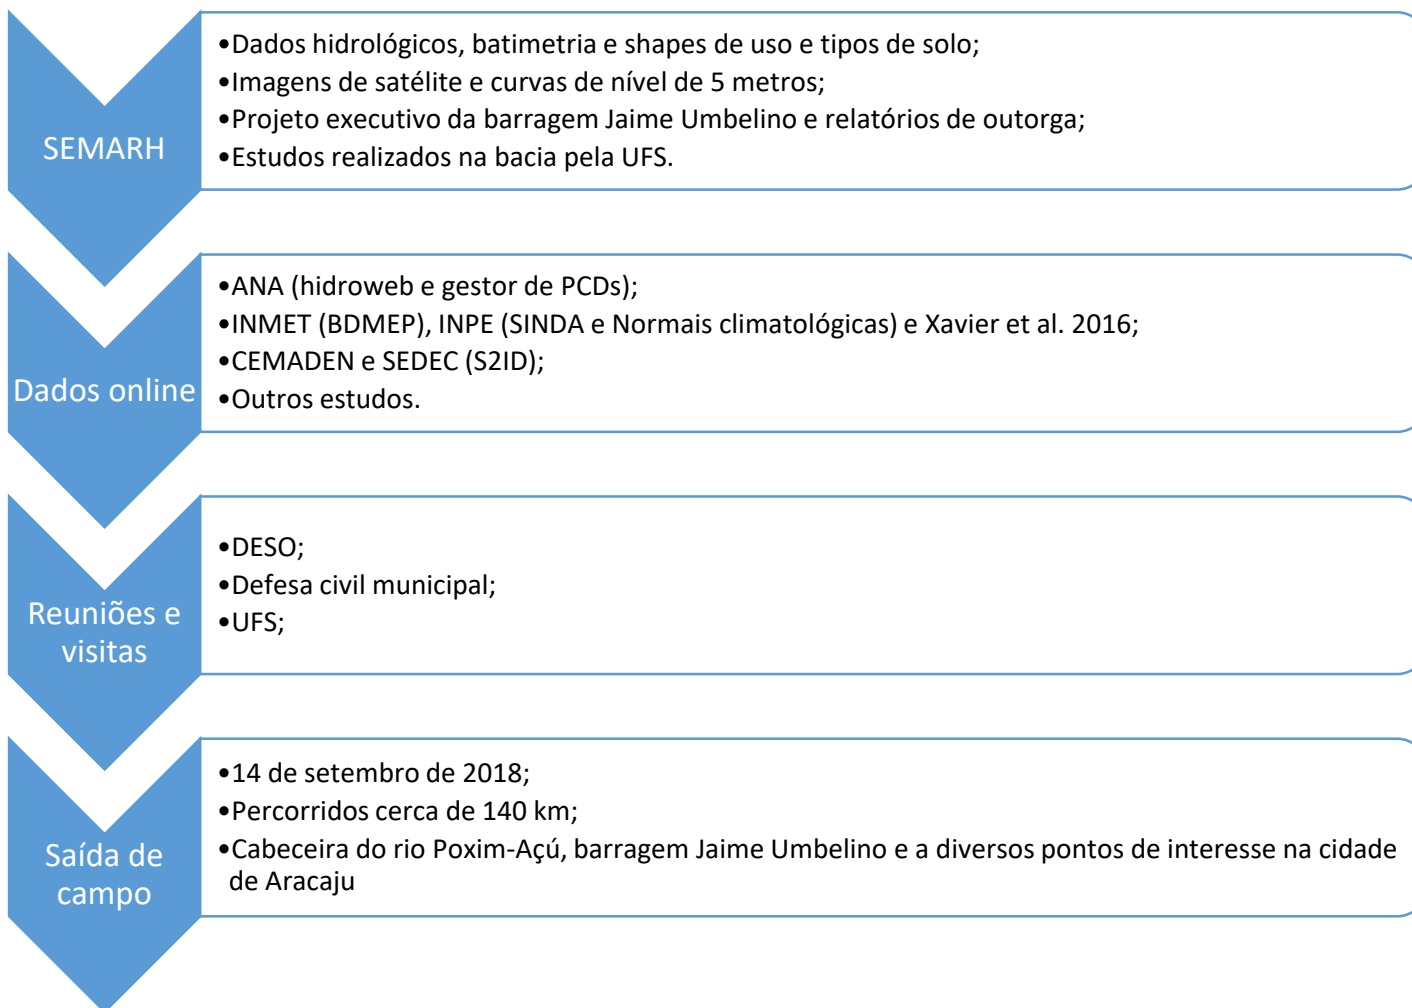 SEMARH
•Dados hidrológicos, batimetria e shapes de uso e tipos de solo;
•Imagens de satélite e curvas de nível de 5 metros;
•Projeto executivo da barragem Jaime Umbelino e relatórios de outorga;
•Estudos realizados na bacia pela UFS.
Dados online
•ANA (hidroweb e gestor de PCDs);
•INMET (BDMEP), INPE (SINDA e Normais climatológicas) e Xavier et al. 2016;
•CEMADEN e SEDEC (S2ID);
•Outros estudos.
Reuniões e
visitas
•DESO;
•Defesa civil municipal;
•UFS;
Saída de
campo
•14 de setembro de 2018;
•Percorridos cerca de 140 km;
•Cabeceira do rio Poxim-Açú, barragem Jaime Umbelino e a diversos pontos de interesse na cidade
de Aracaju